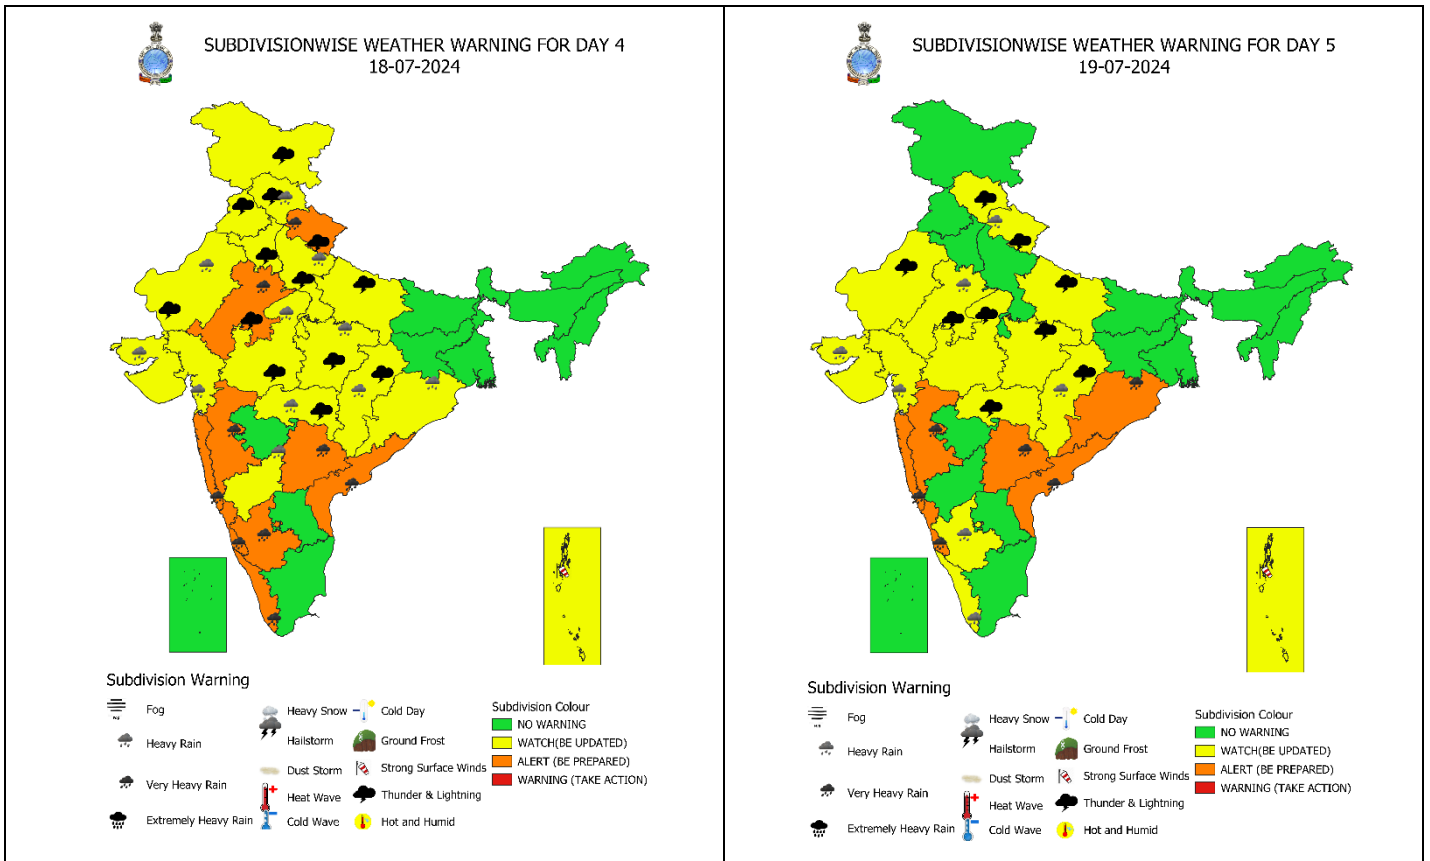 SUBDIVISIONWISE WEATHER WARNING FOR DAY 4
18-07-2024
Subdivision Warning
Fog
Heavy Rain
Very Heavy Rain
Extremely Heavy Rain
Heavy Snow
Hailstorm
Dust Storm
Heat Wave
Cold Wave
Cold Day
Ground Frost
Strong Surface Winds
Thunder & Lightning
Hot and Humid
Subdivision Colour
NO WARNING
WATCH(BE UPDATED)
ALERT (BE PREPARED)
WARNING (TAKE ACTION)
SUBDIVISIONWISE WEATHER WARNING FOR DAY 5
19-07-2024
Subdivision Warning
Fog
Heavy Rain
Very Heavy Rain
Extremely Heavy Rain
Heavy Snow
Hailstorm
Dust Storm
Heat Wave
Cold Wave
Cold Day
Ground Frost
Strong Surface Winds
Thunder & Lightning
Hot and Humid
Subdivision Colour
NO WARNING
WATCH(BE UPDATED)
ALERT (BE PREPARED)
WARNING (TAKE ACTION)